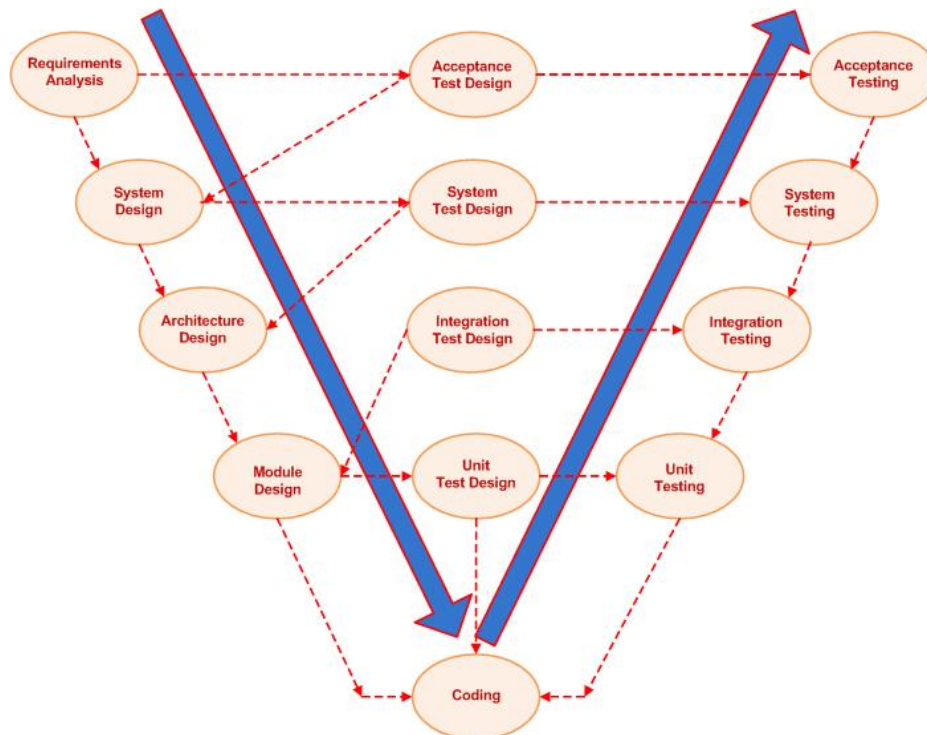 Requirements
Analysis
Acceptance
Test Design
Acceptance
Testing
System
Design
System
Test Design
System
Testing
Architecture
Design
Integration
Test Design
Integration
Testing
Module
Design
Unit
Test Design
Unit
Testing
Coding